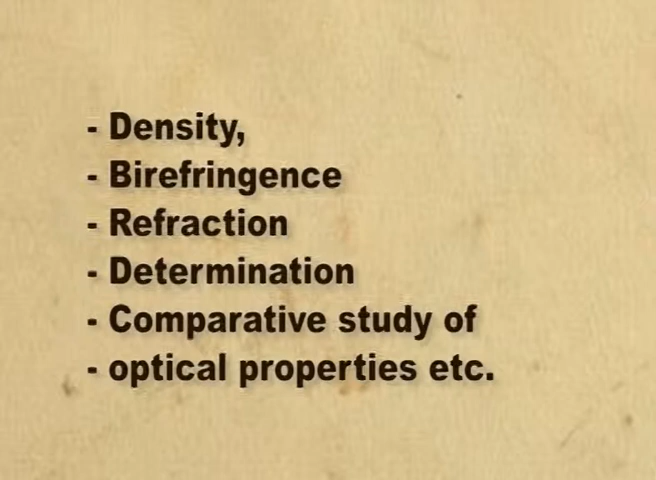 - Density,
- Birefringence
- Refraction
- Determination
- Comparative study of
- optical properties etc.